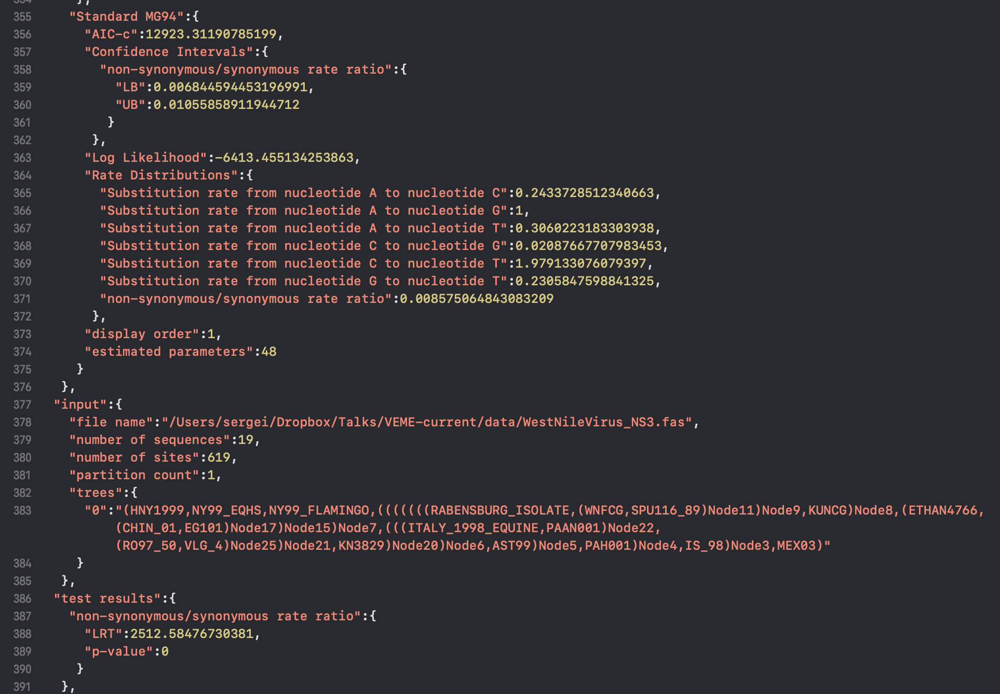 354 },
355 "Standard MG94":{
356 "AIC-c":12923.31190785199,
357 "Confidence Intervals":{
358 "non-synonymous/synonymous rate ratio":{
359 "LB":0.006844594453196991,
360 "UB":0.01055858911944712
361 }
362 },
363 "Log Likelihood":-6413.455134253863,
364 "Rate Distributions":{
365 "Substitution rate from nucleotide A to nucleotide C":0.2433728512340663,
366 "Substitution rate from nucleotide A to nucleotide G":1,
367 "Substitution rate from nucleotide A to nucleotide T":0.3060223183303938,
368 "Substitution rate from nucleotide C to nucleotide G":0.02087667707983453,
369 "Substitution rate from nucleotide C to nucleotide T":1.979133076079397,
370 "Substitution rate from nucleotide G to nucleotide T":0.2305847598841325,
371 "non-synonymous/synonymous rate ratio":0.008575064843083209
372 },
373 "display order":1,
374 "estimated parameters":48
375 }
376 },
377 "input":{
378 "file name":"/Users/sergei/Dropbox/Talks/VEME-current/data/WestNileVirus_NS3.fas",
379 "number of sequences":19,
380 "number of sites":619,
381 "partition count":1,
382 "trees":{
383 "0":"(HNY1999,NY99_EQHS,NY99_FLAMINGO,(((((((RABENSBURG_ISOLATE,(WNFCG,SPU116_89)Node11)Node9,KUNCG)Node8,(ETHAN4766,
(CHIN_01,EG101)Node17)Node15)Node7,(((ITALY_1998_EQUINE,PAAN001)Node22,
(RO97_50,VLG_4)Node25)Node21,KN3829)Node20)Node6,AST99)Node5,PAH001)Node4,IS_98)Node3,MEX03)"
384 }
385 },
386 "test results":{
387 "non-synonymous/synonymous rate ratio":{
388 "LRT":2512.58476730381,
389 "p-value":0
390 }
391 },